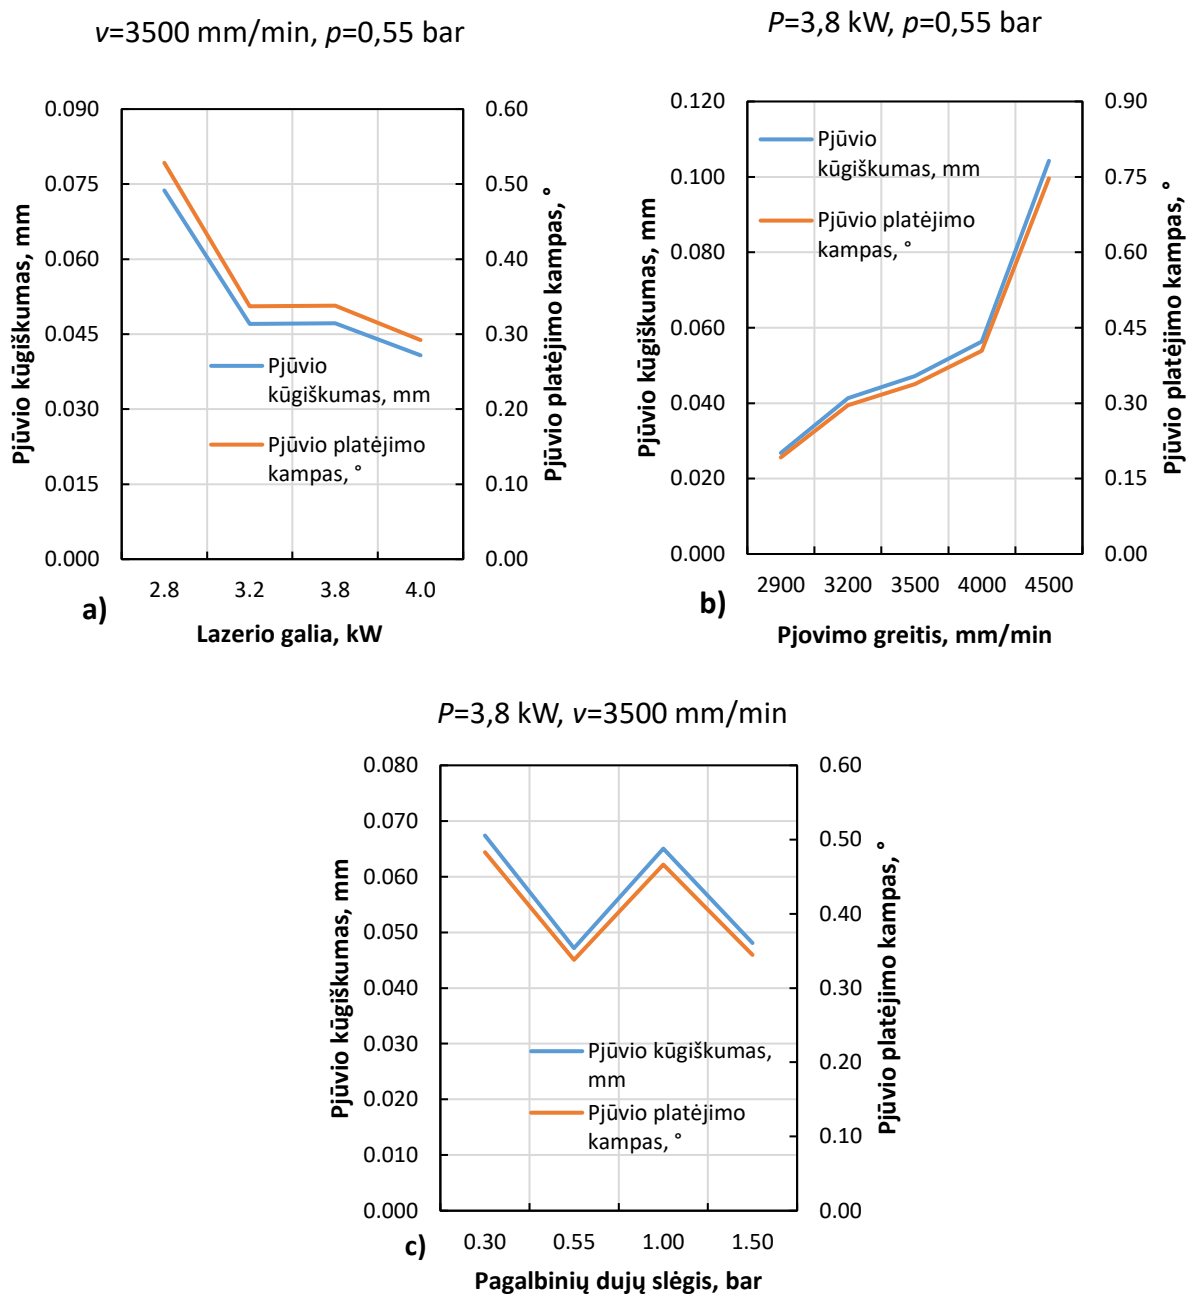 v=3500 mm/min, p=0,55 bar
0.090
0.075
0.060
0.045
0.030
0.015
0.000
0.60
0.50
0.40
0.30
0.20
0.10
0.00
Pjūvio kūgiškumas, mm
Pjūvio platėjimo kampas, °
Pjūvio
kūgiškumas, mm
Pjūvio platėjimo
kampas, °
2.8 3.2 3.8 4.0
a)
Lazerio galia, kW
P=3,8 kW, p=0,55 bar
0.120
0.100
0.080
0.060
0.040
0.020
0.000
0.90
0.75
0.60
0.45
0.30
0.15
0.00
Pjūvio kūgiškumas, mm
Pjūvio platėjimo kampas, °
Pjūvio
kūgiškumas, mm
Pjūvio platėjimo
kampas, °
2900 3200 3500 4000 4500
b)
Pjovimo greitis, mm/min
P=3,8 kW, v=3500 mm/min
0.080
0.070
0.060
0.050
0.040
0.030
0.020
0.010
0.000
0.60
0.50
0.40
0.30
0.20
0.10
0.00
Pjūvio kūgiškumas, mm
Pjūvio platėjimo kampas, °
Pjūvio kūgiškumas,
mm
Pjūvio platėjimo
kampas, °
0.30 0.55 1.00 1.50
c)
Pagalbinių dujų slėgis, bar